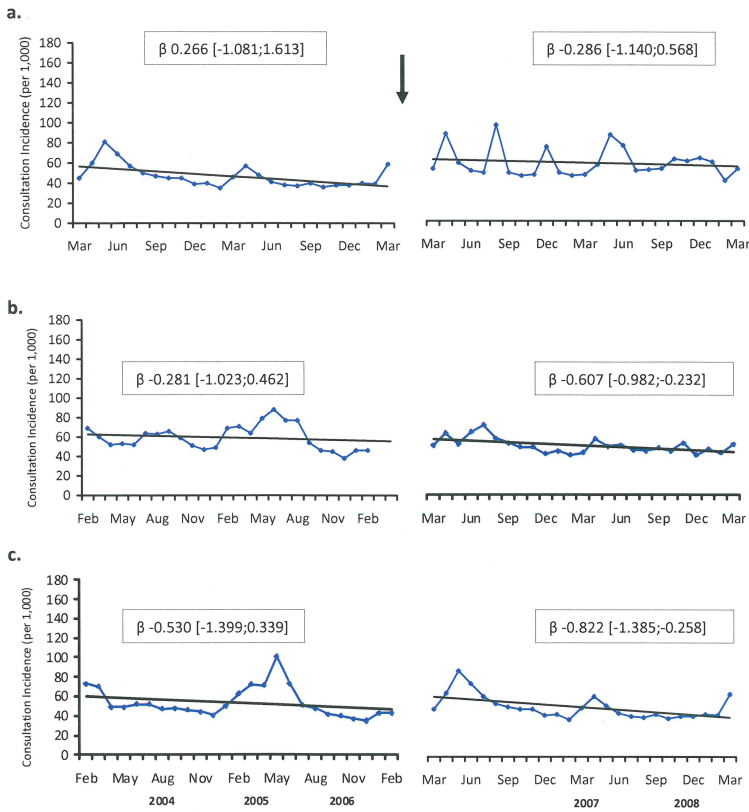 a.
β 0.266 [-1.081;1.613]
β -0.286 [-1.140;0.568]
Consultation Incidence (per 1,000)
180
160
140
120
100
80
60
40
20
0
Mar Jun Sep Dec Mar Jun Sep Dec Mar
Mar Jun Sep Dec Mar Jun Sep Dec Mar
b.
β -0.281 [-1.023;0.462]
β -0.607 [-0.982;-0.232]
Consultation Incidence (per 1,000)
180
160
140
120
100
80
60
40
20
0
Feb May Aug Nov Feb May Aug Nov Feb
Mar Jun Sep Dec Mar Jun Sep Dec Mar
c.
β -0.530 [-1.399;0.339]
β -0.822 [-1.385;-0.258]
Consultation Incidence (per 1,000)
180
160
140
120
100
80
60
40
20
0
Feb May Aug Nov Feb May Aug Nov Feb
Mar Jun Sep Dec Mar Jun Sep Dec Mar
2004 2005 2006
2007 2008